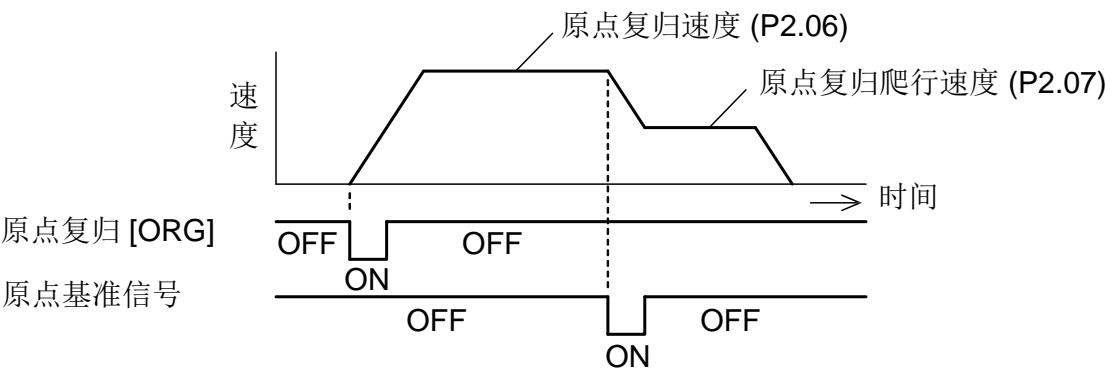 原点复归速度 (P2.06)
原点复归爬行速度 (P2.07)
速度
时间
原点复归 [ORG]
OFF
OFF
ON
原点基准信号
OFF
OFF
ON